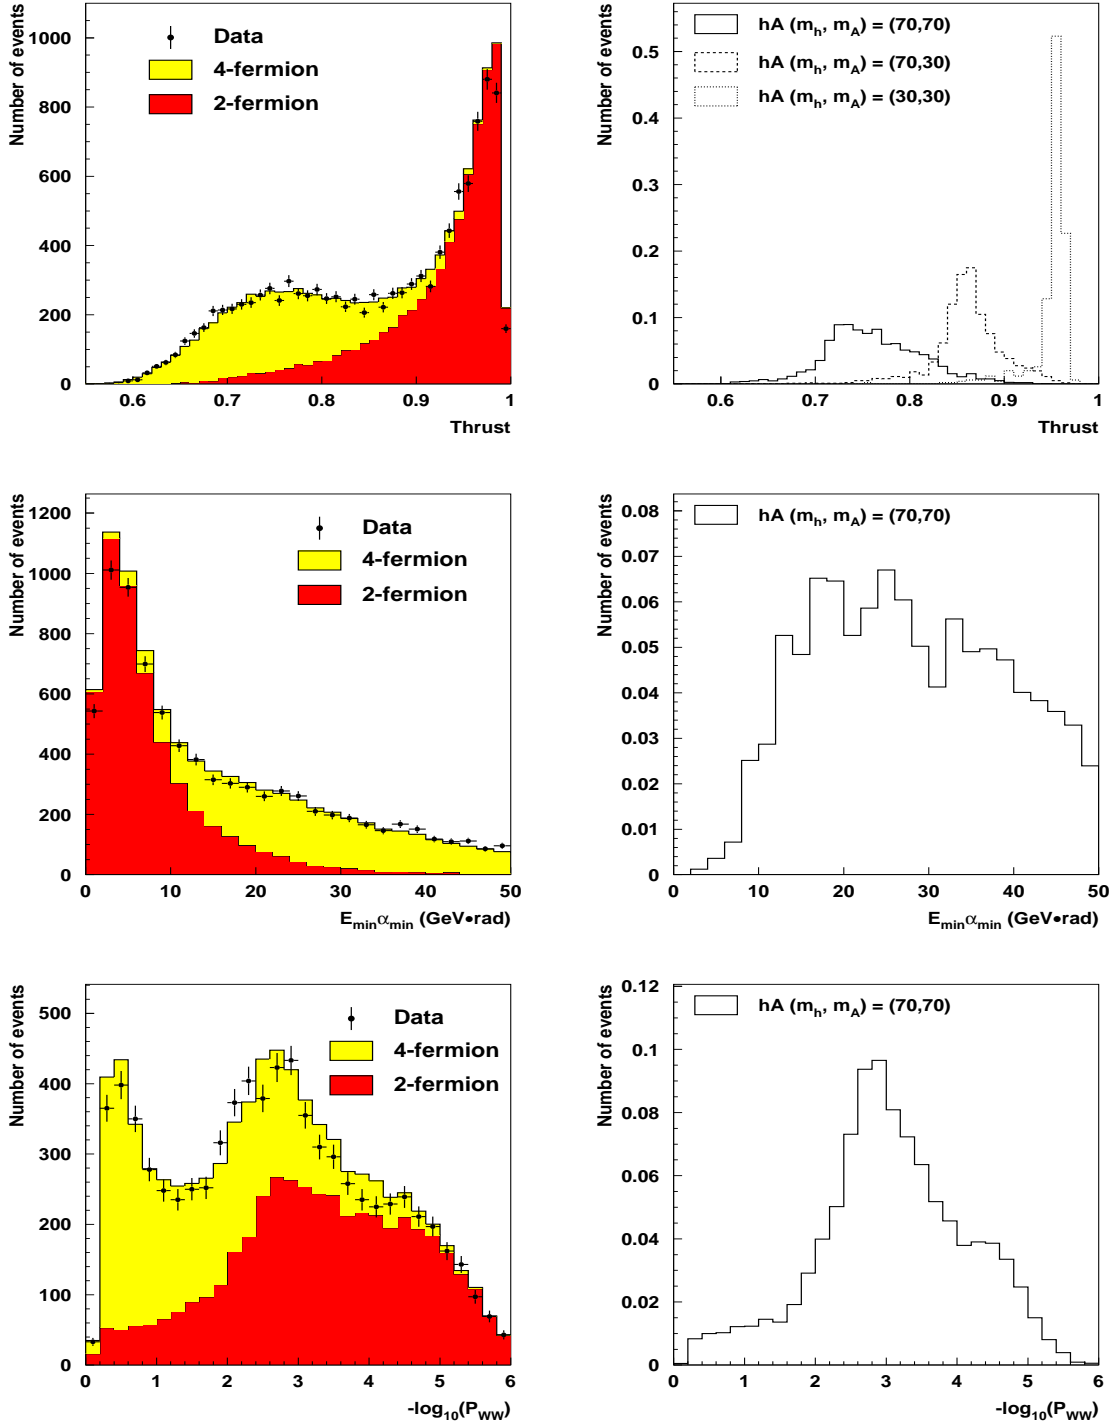 Number of events
1000
800
600
400
200
0
Data
4-fermion
2-fermion
0.6 0.7 0.8 0.9 1
Thrust
Number of events
0.5
0.4
0.3
0.2
0.1
0
hA (m_h, m_A) = (70,70)
hA (m_h, m_A) = (70,30)
hA (m_h, m_A) = (30,30)
0.6 0.7 0.8 0.9 1
Thrust
Number of events
1200
1000
800
600
400
200
0
Data
4-fermion
2-fermion
0 10 20 30 40 50
E_min α_min (GeV•rad)
Number of events
0.08
0.07
0.06
0.05
0.04
0.03
0.02
0.01
0
hA (m_h, m_A) = (70,70)
0 10 20 30 40 50
E_min α_min (GeV•rad)
Number of events
500
400
300
200
100
0
Data
4-fermion
2-fermion
0 1 2 3 4 5 6
-log_10(P_WW)
Number of events
0.12
0.1
0.08
0.06
0.04
0.02
0
hA (m_h, m_A) = (70,70)
0 1 2 3 4 5 6
-log_10(P_WW)